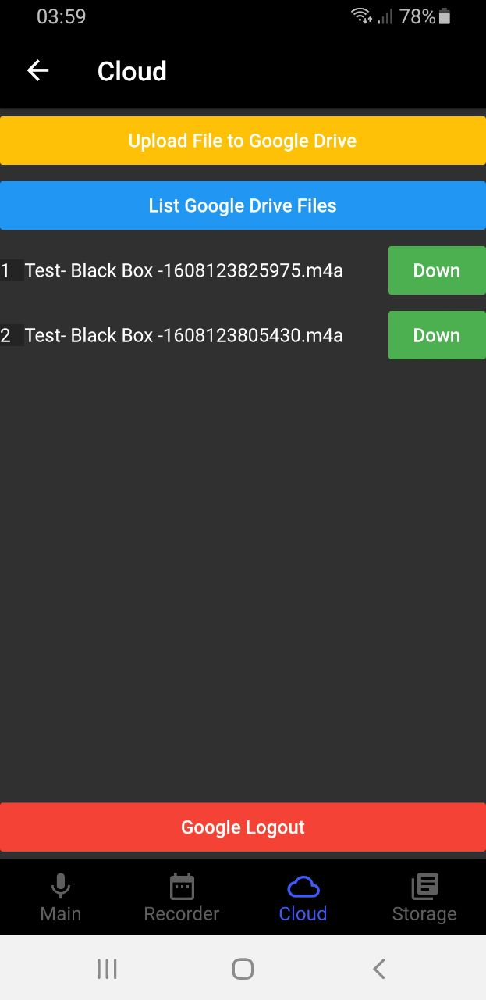 03:59 78%
Cloud
Upload File to Google Drive
List Google Drive Files
1 Test- Black Box -1608123825975.m4a Down
2 Test- Black Box -1608123805430.m4a Down
Google Logout
Main Recorder Cloud Storage